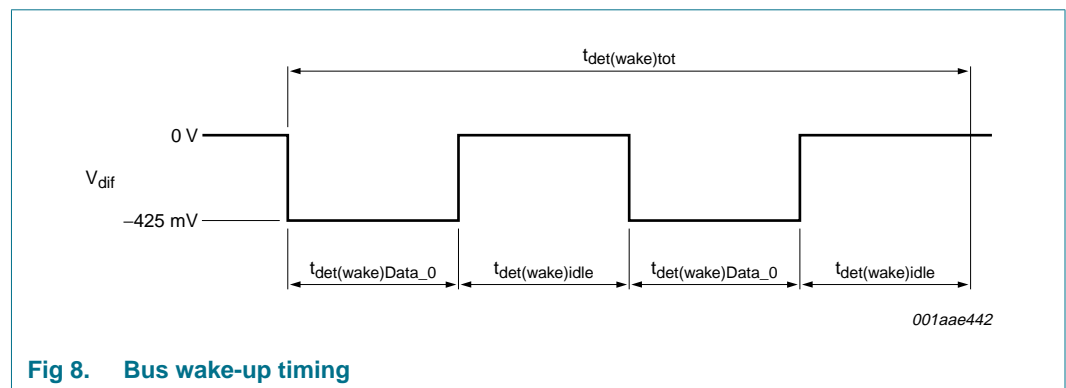 t_det(wake)tot
0 V
V_dif
−425 mV
t_det(wake)Data_0 t_det(wake)idle t_det(wake)Data_0 t_det(wake)idle
001aae442
Fig 8. Bus wake-up timing